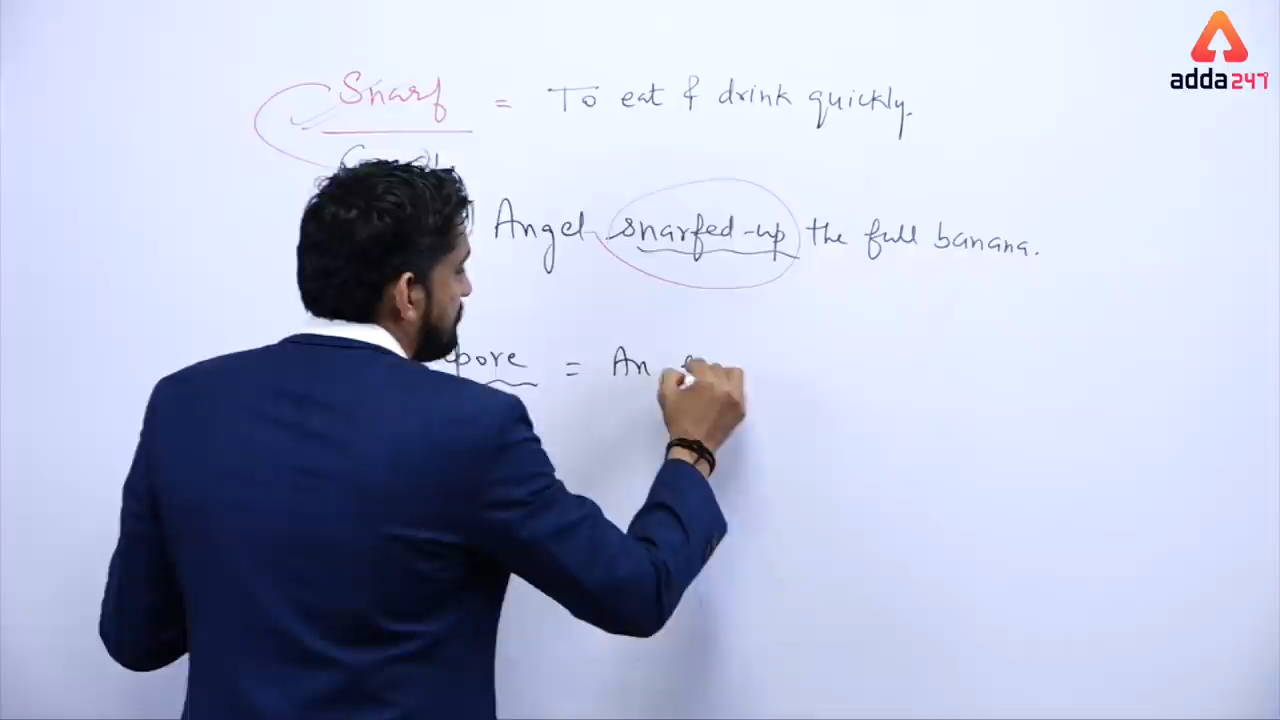 adda247
Snarf = To eat & drink quickly.
Angel snarfed-up the full banana.
pore = An